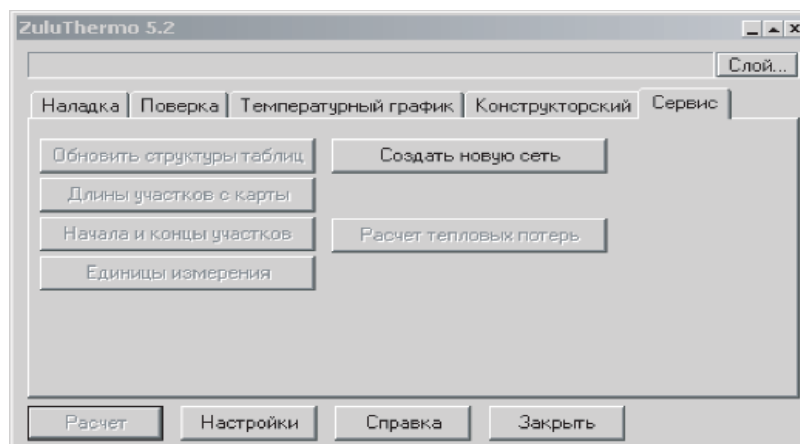 ZuluThermo 5.2
Слой...
Наладка Поверка Температурный график Конструкторский Сервис
Обновить структуры таблиц Создать новую сеть
Длины участков с карты
Начала и концы участков Расчет тепловых потерь
Единицы измерения
Расчет Настройки Справка Закрыть